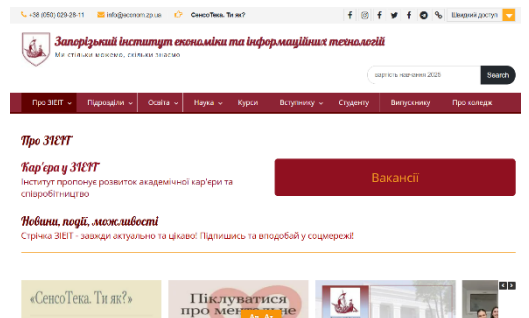 +38 (050) 029-28-11 info@econom.zp.ua СенсоТека. Ти як? Швидкий доступ
Запорізький інститут економіки та інформаційних технологій
Ми стільки можемо, скільки знаємо
вартість навчання 2025 Search
Про ЗІЕІТ Підрозділи Освіта Наука Курси Вступнику Студенту Випускнику Про коледж
Про ЗІЕІТ
Кар'єра у ЗІЕІТ
Інститут пропонує розвиток академічної кар'єри та
співробітництво
Вакансії
Новини, події, можливості
Стрічка ЗІЕІТ - завжди актуально та цікаво! Підпишись та вподобай у соцмережі!
«СенсоТека. Ти як?»
Піклуватися
про ментальне